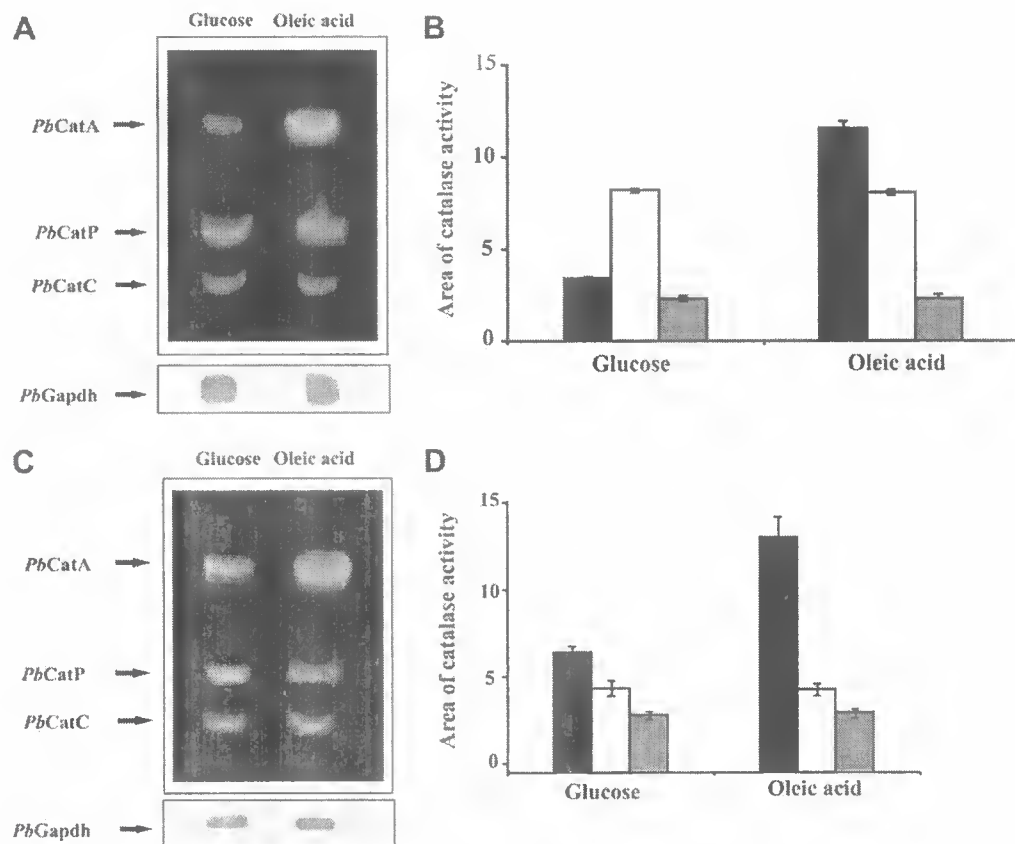 A
Glucose Oleic acid
PbCatA
PbCatP
PbCatC
PbGapdh
B
Area of catalase activity
15
10
5
0
Glucose
Oleic acid
C
Glucose Oleic acid
PbCatA
PbCatP
PbCatC
PbGapdh
D
Area of catalase activity
15
10
5
0
Glucose
Oleic acid